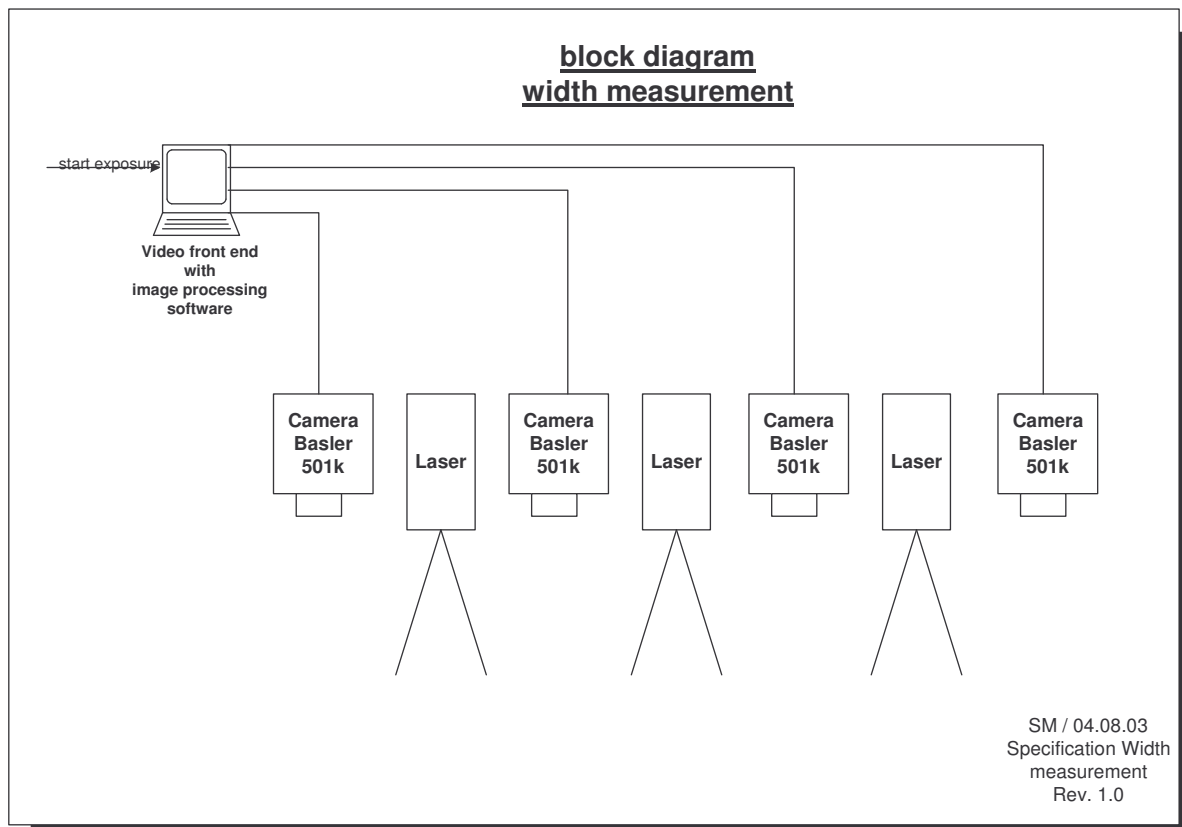 block diagram
width measurement
start exposure
Video front end
with
image processing
software
Camera
Basler
501k
Laser
Camera
Basler
501k
Laser
Camera
Basler
501k
Laser
Camera
Basler
501k
SM / 04.08.03
Specification Width
measurement
Rev. 1.0